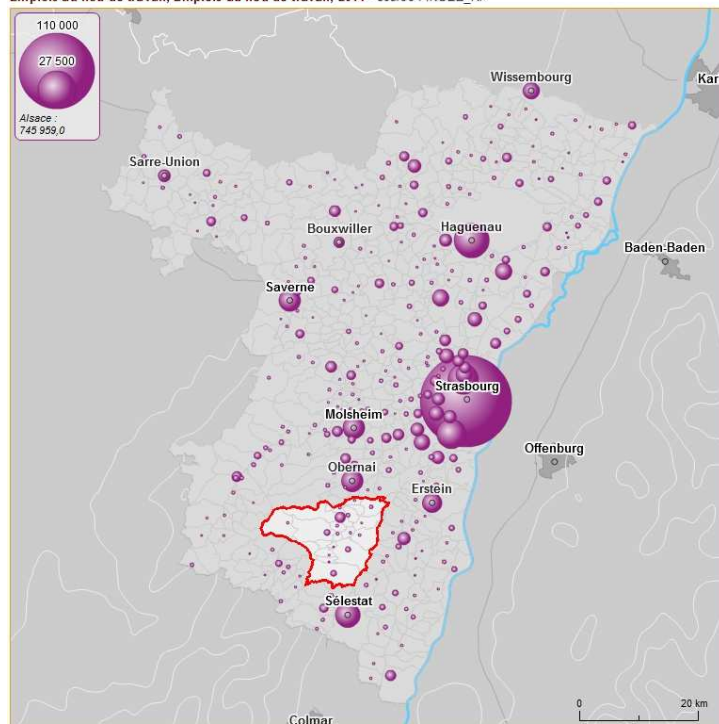 110 000
27 500
Alsace :
745 959,0
Wissembourg
Kar
Sarre-Union
Bouxwiller
Haguenau
Baden-Baden
Saverne
Strasbourg
Molsheim
Offenburg
Obernai
Erstein
Sélestat
0 20 km
Colmar